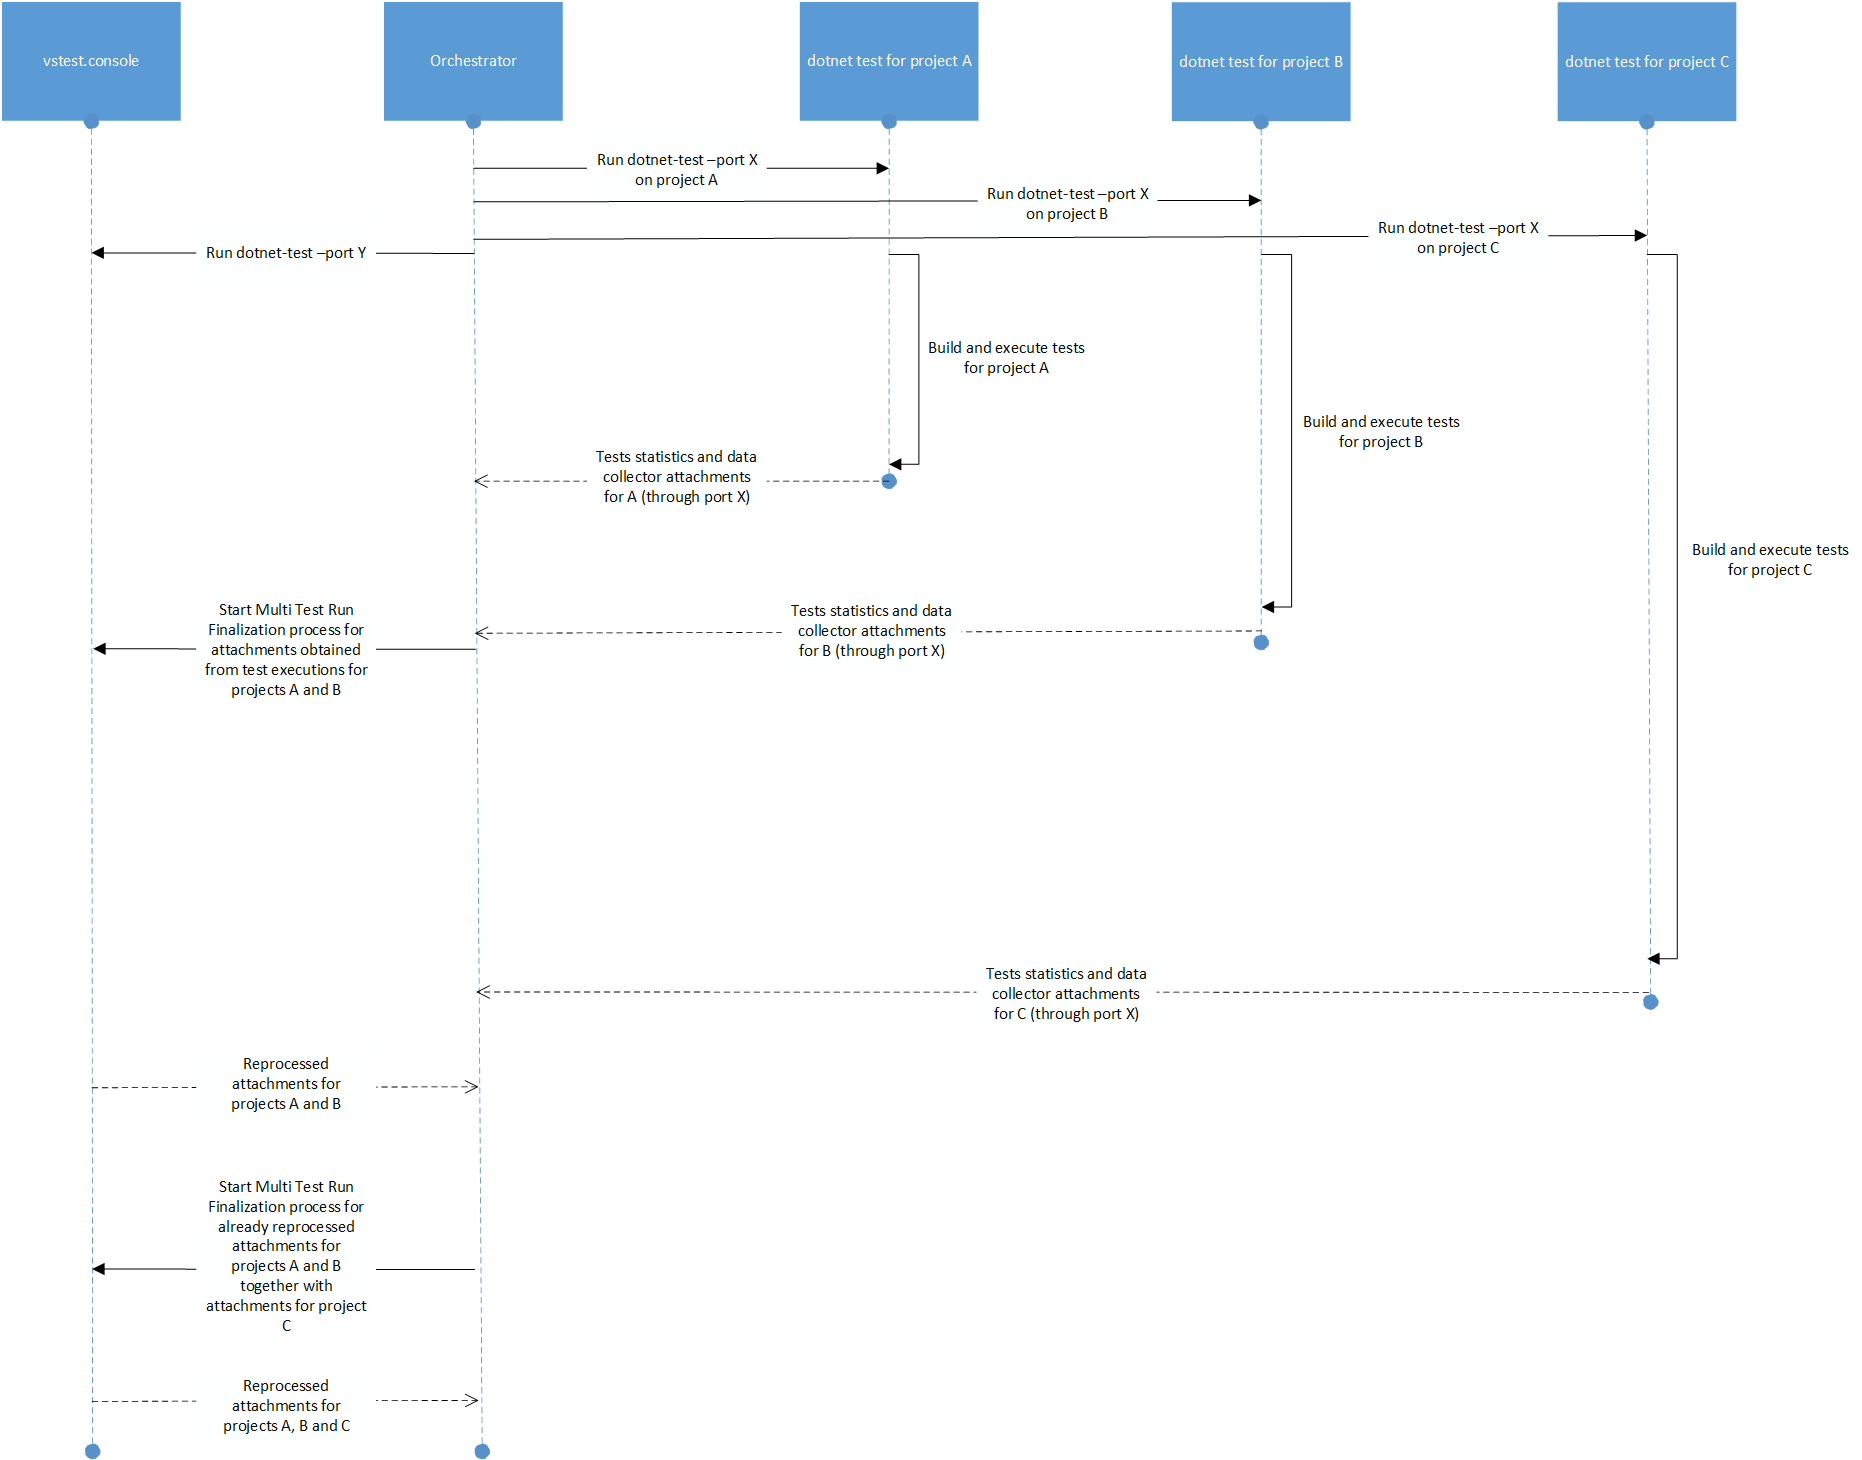 vstest.console
Orchestrator
dotnet test for project A
dotnet test for project B
dotnet test for project C
Run dotnet-test –port X
on project A
Run dotnet-test –port X
on project B
Run dotnet-test –port X
on project C
Run dotnet-test –port Y
Build and execute tests
for project A
Build and execute tests
for project B
Tests statistics and data
collector attachments
for A (through port X)
Build and execute tests
for project C
Start Multi Test Run
Finalization process for
attachments obtained
from test executions for
projects A and B
Tests statistics and data
collector attachments
for B (through port X)
Tests statistics and data
collector attachments
for C (through port X)
Reprocessed
attachments for
projects A and B
Start Multi Test Run
Finalization process for
already reprocessed
attachments for
projects A and B
together with
attachments for project
C
Reprocessed
attachments for
projects A, B and C